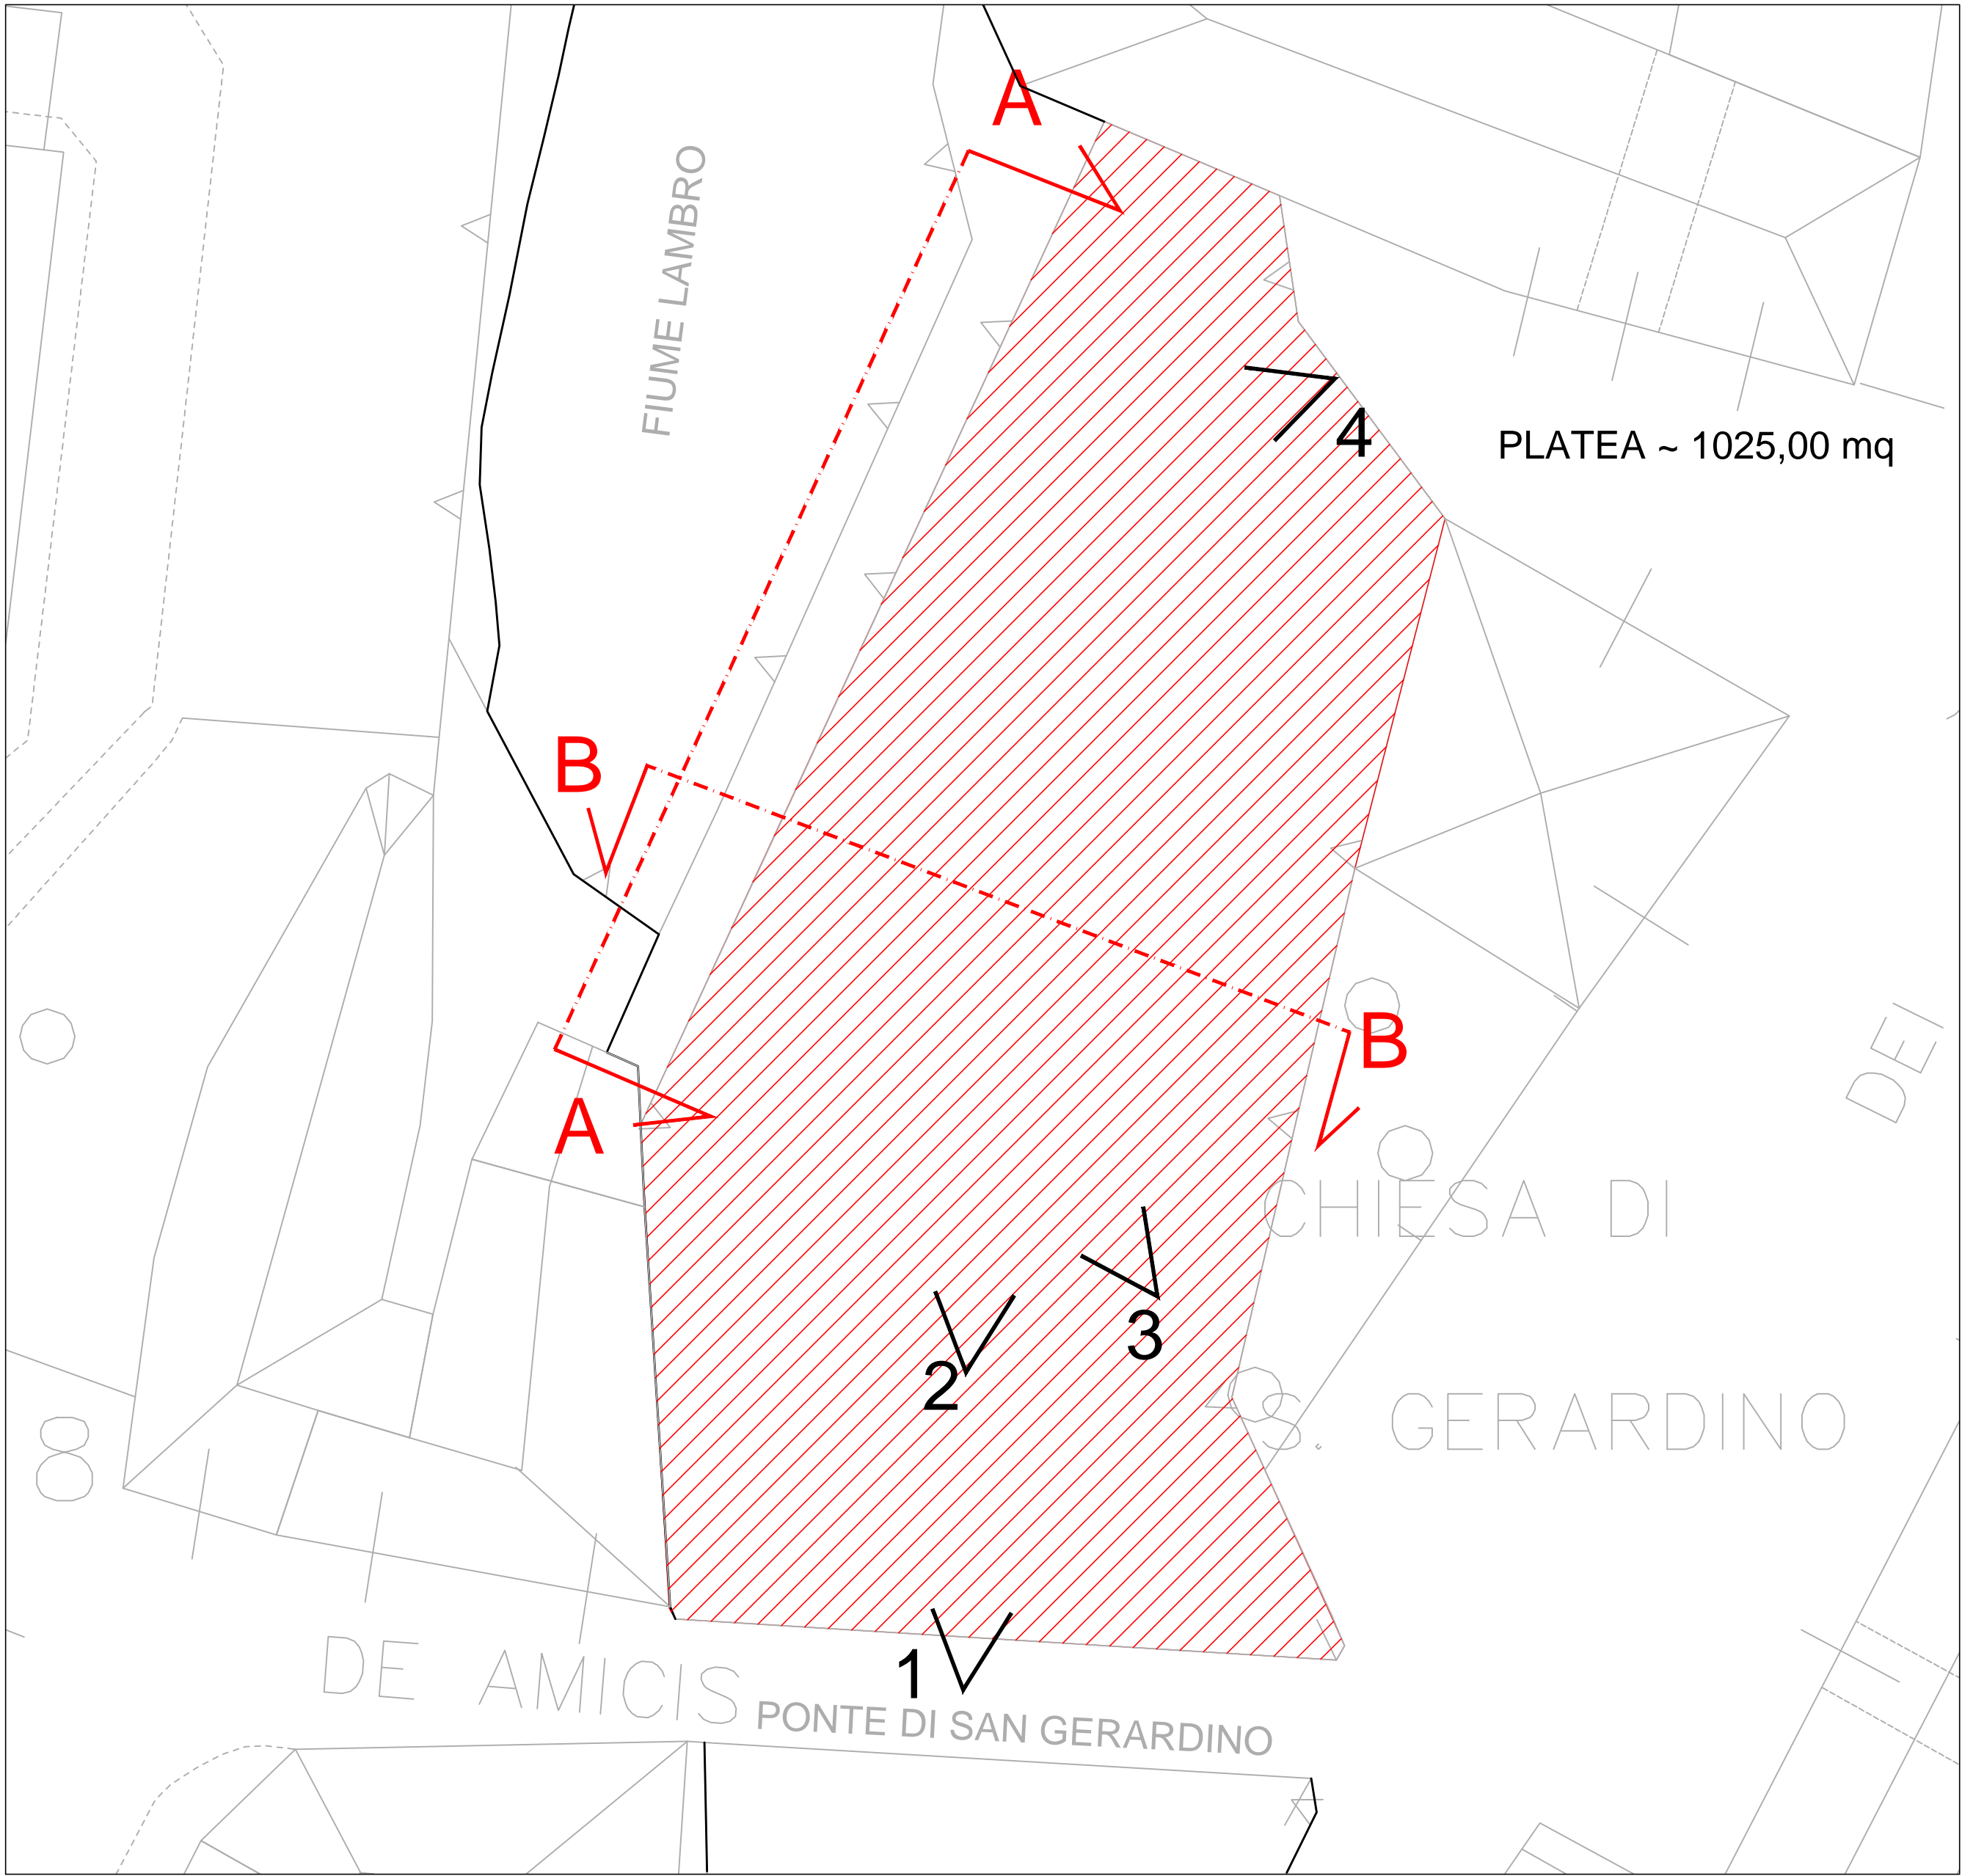 A
FIUME LAMBRO
4
PLATEA ~ 1025,00 mq
B
B
A
DE
CHIESA DI
3
2
S. GERARDINO
8
1
DE AMICIS
PONTE DI SAN GERARDINO